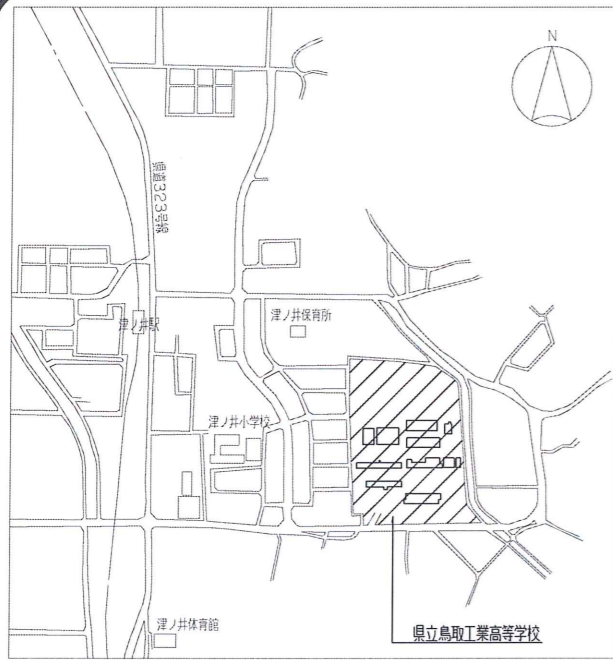 N
県道323号線
津ノ井保育所
津ノ井駅
津ノ井小学校
津ノ井体育館
県立鳥取工業高等学校